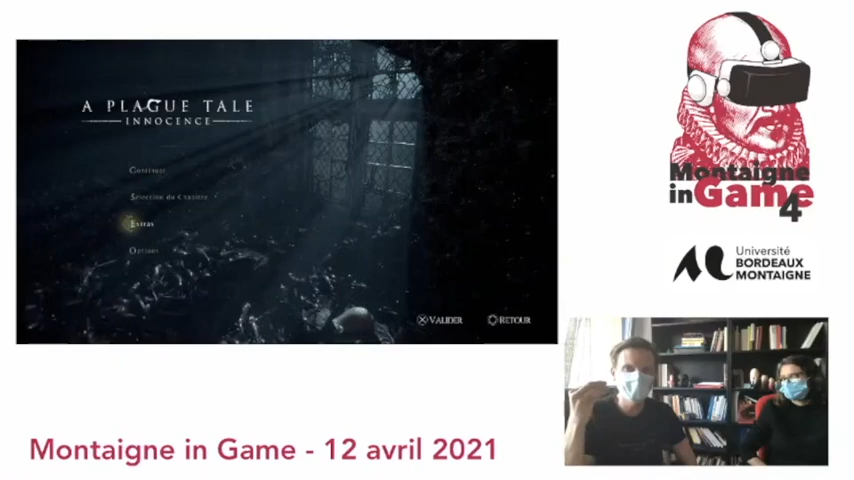 A PLAGUE TALE
INNOCENCE
Continuer
Sélection du Chapitre
Extras
Options
VALIDER
RETOUR
Montaigne
in Game
4
Université
BORDEAUX
MONTAIGNE
Montaigne in Game - 12 avril 2021